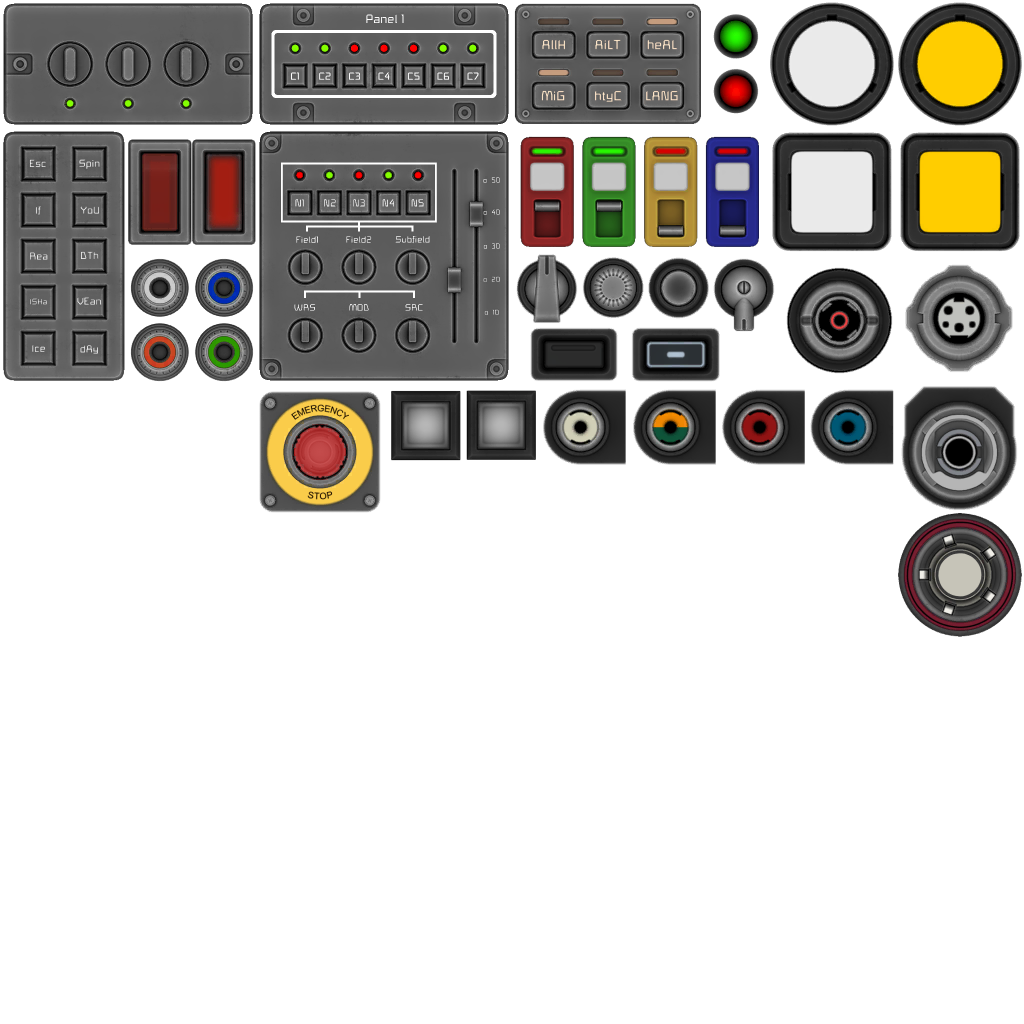 Panel 1
C1 C2 C3 C4 C5 C6 C7
AllH AiLT heAL
MiG htyC LANG
Esc Spin
If YoU
Rea DTh
iSHa VEan
Ice dAy
N1 N2 N3 N4 N5
Field1 Field2 Subfield
WRS MOD SRC
50
40
30
20
10
EMERGENCY
STOP